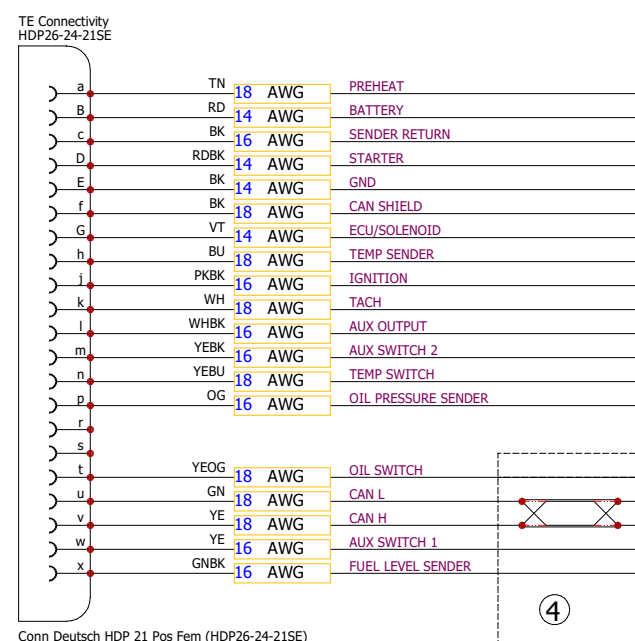 TE Connectivity
HDP26-24-21SE
a TN 18 AWG PREHEAT
B RD 14 AWG BATTERY
c BK 16 AWG SENDER RETURN
D RDBK 14 AWG STARTER
E BK 14 AWG GND
f BK 18 AWG CAN SHIELD
G VT 14 AWG ECU/SOLENOID
h BU 18 AWG TEMP SENDER
j PKBK 16 AWG IGNITION
k WH 18 AWG TACH
l WHBK 16 AWG AUX OUTPUT
m YEBK 16 AWG AUX SWITCH 2
n YEBU 18 AWG TEMP SWITCH
p OG 16 AWG OIL PRESSURE SENDER
r
s
t YEOG 18 AWG OIL SWITCH
u GN 18 AWG CAN L
v YE 18 AWG CAN H
w YE 16 AWG AUX SWITCH 1
x GNBK 16 AWG FUEL LEVEL SENDER
4
Conn Deutsch HDP 21 Pos Fem (HDP26-24-21SE)